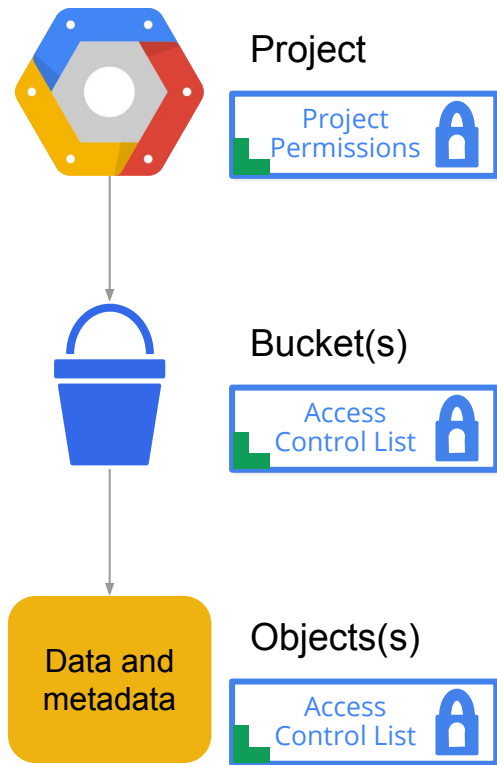 Project
Project
Permissions
Bucket(s)
Access
Control List
Data and
metadata
Objects(s)
Access
Control List